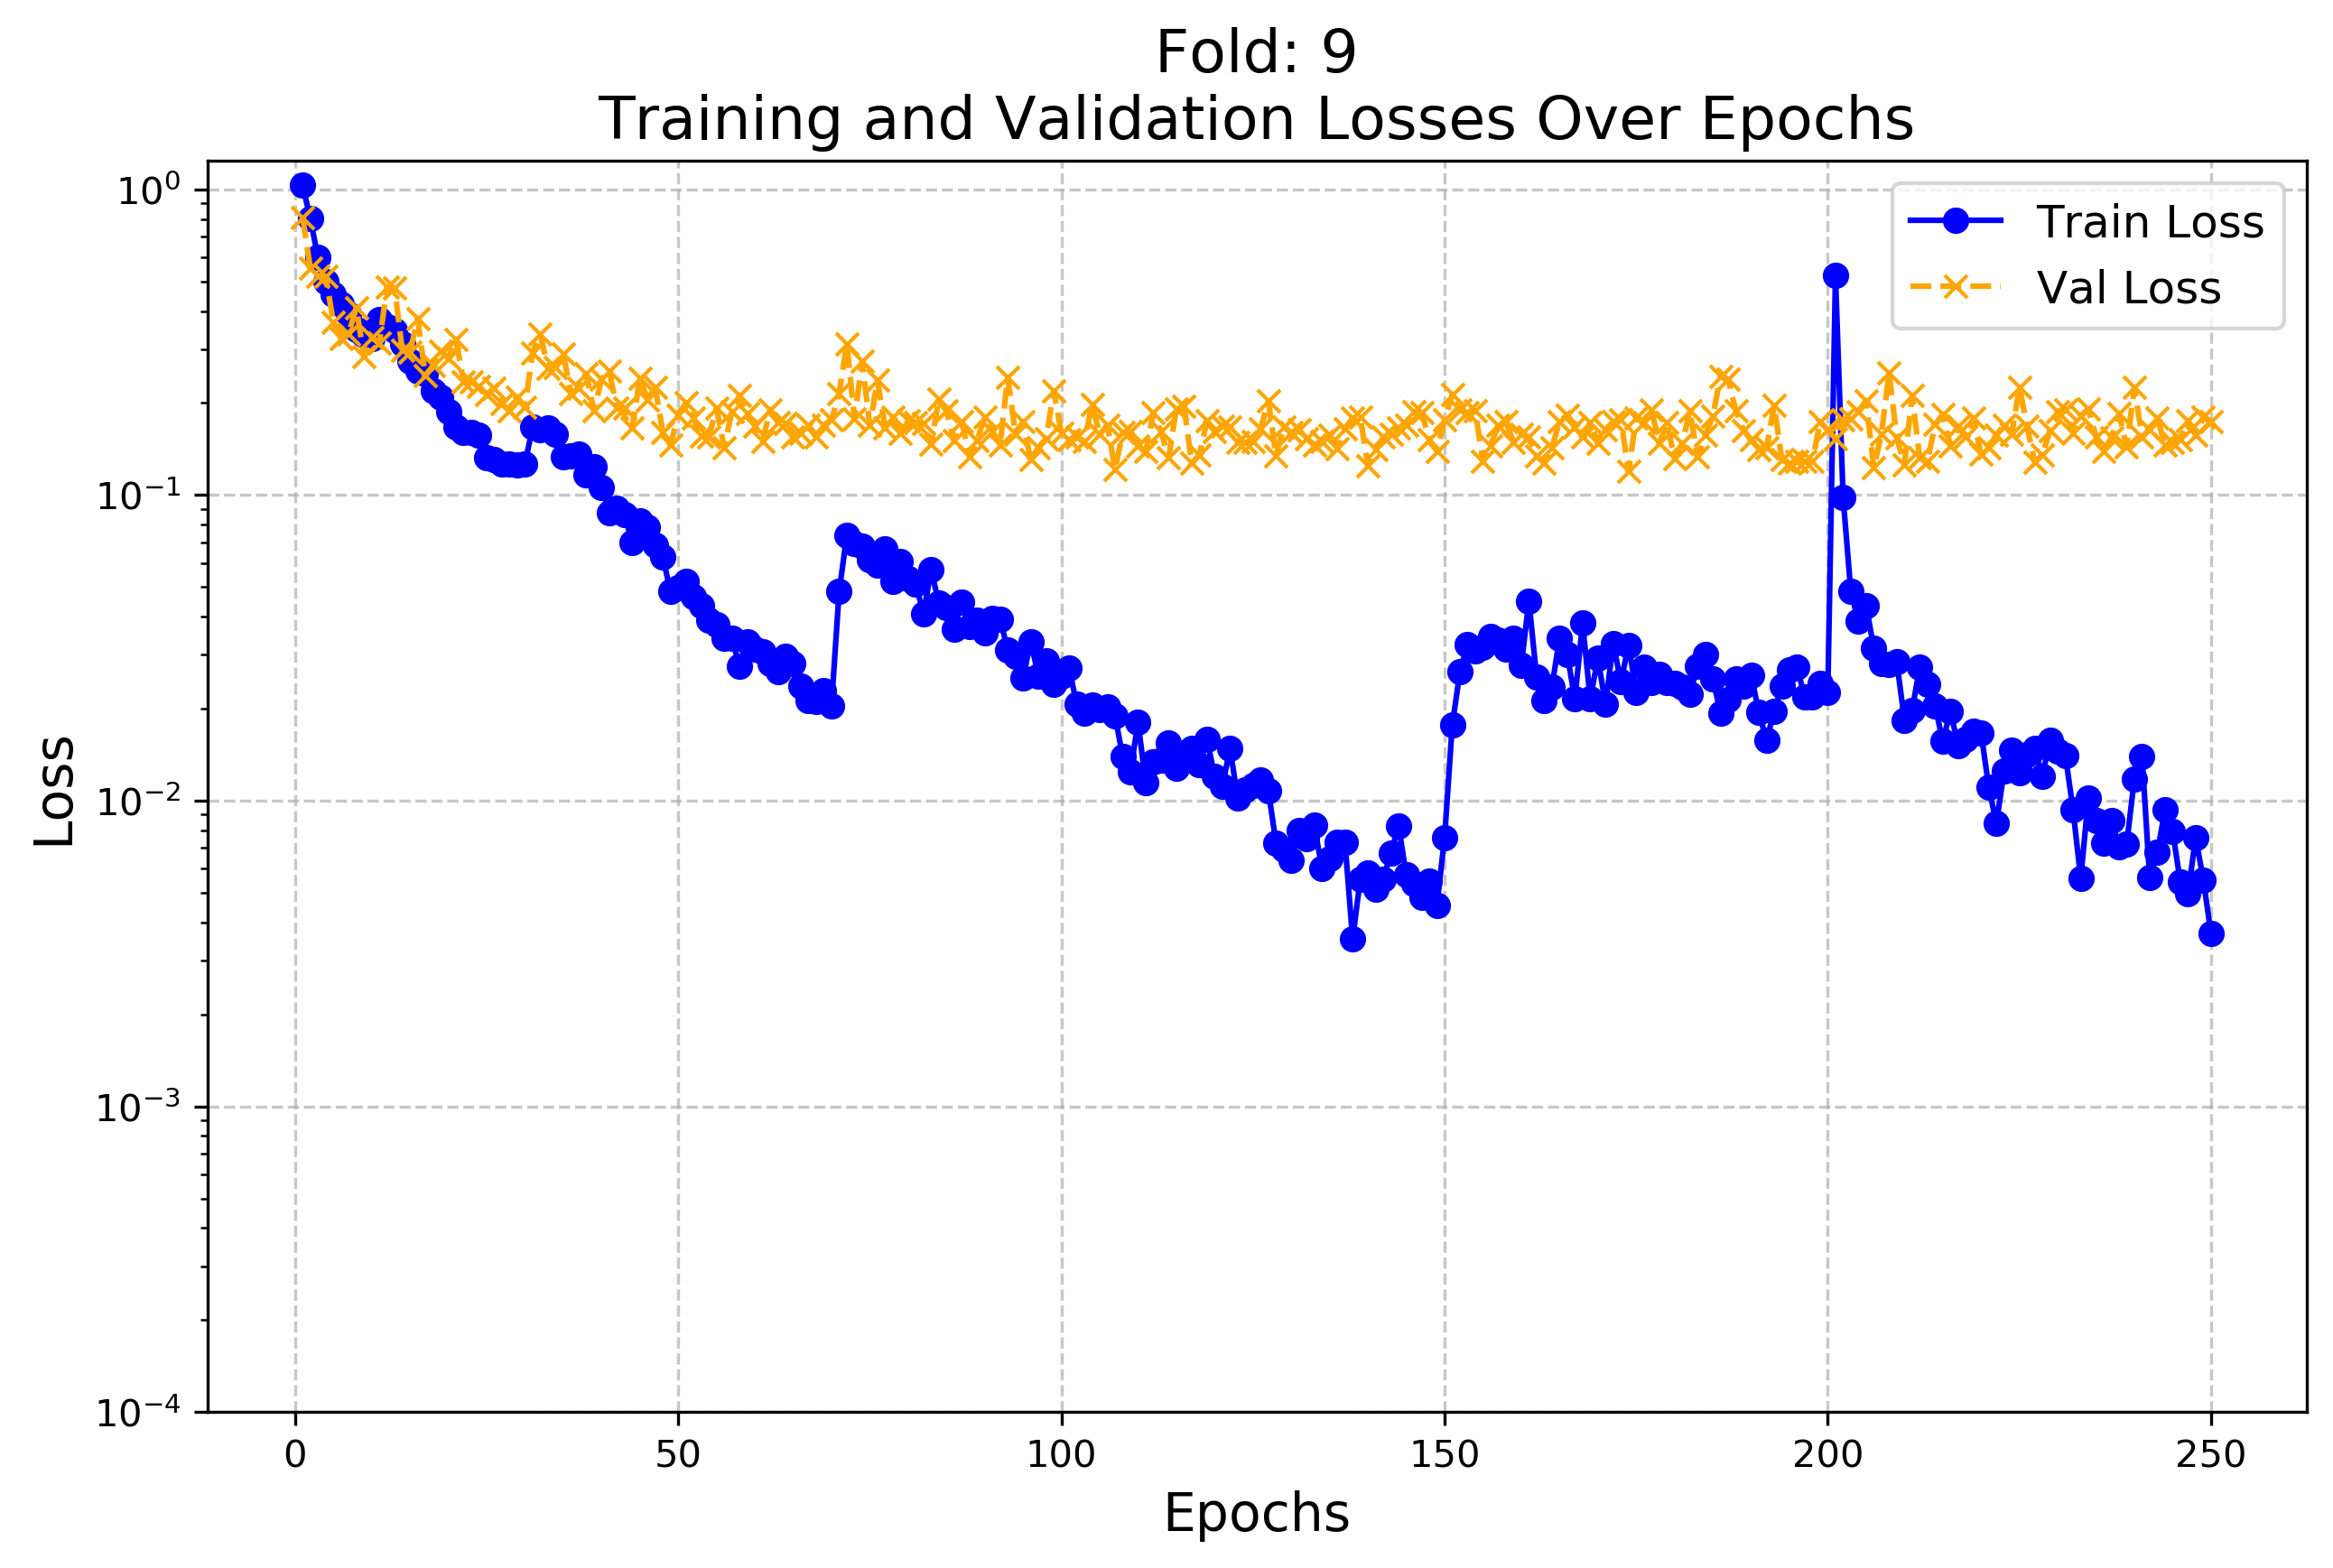 Fold: 9
Training and Validation Losses Over Epochs
Train Loss
Val Loss
Loss
10⁰
10⁻¹
10⁻²
10⁻³
10⁻⁴
0 50 100 150 200 250
Epochs